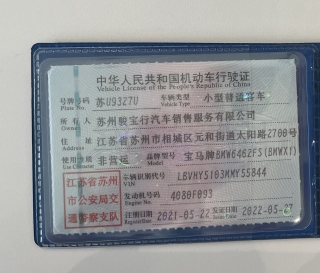 中华人民共和国机动车行驶证
Vehicle License of the People's Republic of China
号牌号码 苏U9327U 车辆类型 小型普通客车
Plate No. Vehicle Type
所有人 苏州骏宝行汽车销售服务有限公司
Owner
住址 江苏省苏州市相城区元和街道太阳路2700号
Address
使用性质 非营运 品牌型号 宝马牌BMW6462FS(BMWX1)
Use Character Model
江苏省苏 车辆识别代号 LBVHY5103MMY55844
VIN
州市公安 发动机号码 4080F093
Engine No.
局交通警察支队 注册日期 2021-05-22 发证日期 2022-05-27
Register Date Issue Date